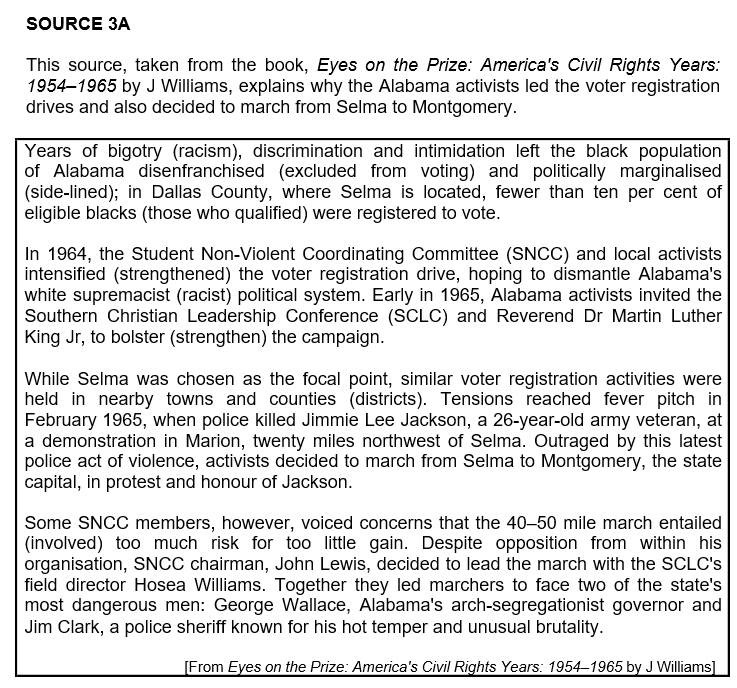 SOURCE 3A
This source, taken from the book, Eyes on the Prize: America's Civil Rights Years:
1954–1965 by J Williams, explains why the Alabama activists led the voter registration
drives and also decided to march from Selma to Montgomery.
Years of bigotry (racism), discrimination and intimidation left the black population
of Alabama disenfranchised (excluded from voting) and politically marginalised
(side-lined); in Dallas County, where Selma is located, fewer than ten per cent of
eligible blacks (those who qualified) were registered to vote.
In 1964, the Student Non-Violent Coordinating Committee (SNCC) and local activists
intensified (strengthened) the voter registration drive, hoping to dismantle Alabama's
white supremacist (racist) political system. Early in 1965, Alabama activists invited the
Southern Christian Leadership Conference (SCLC) and Reverend Dr Martin Luther
King Jr, to bolster (strengthen) the campaign.
While Selma was chosen as the focal point, similar voter registration activities were
held in nearby towns and counties (districts). Tensions reached fever pitch in
February 1965, when police killed Jimmie Lee Jackson, a 26-year-old army veteran, at
a demonstration in Marion, twenty miles northwest of Selma. Outraged by this latest
police act of violence, activists decided to march from Selma to Montgomery, the state
capital, in protest and honour of Jackson.
Some SNCC members, however, voiced concerns that the 40–50 mile march entailed
(involved) too much risk for too little gain. Despite opposition from within his
organisation, SNCC chairman, John Lewis, decided to lead the march with the SCLC's
field director Hosea Williams. Together they led marchers to face two of the state's
most dangerous men: George Wallace, Alabama's arch-segregationist governor and
Jim Clark, a police sheriff known for his hot temper and unusual brutality.
[From Eyes on the Prize: America's Civil Rights Years: 1954–1965 by J Williams]